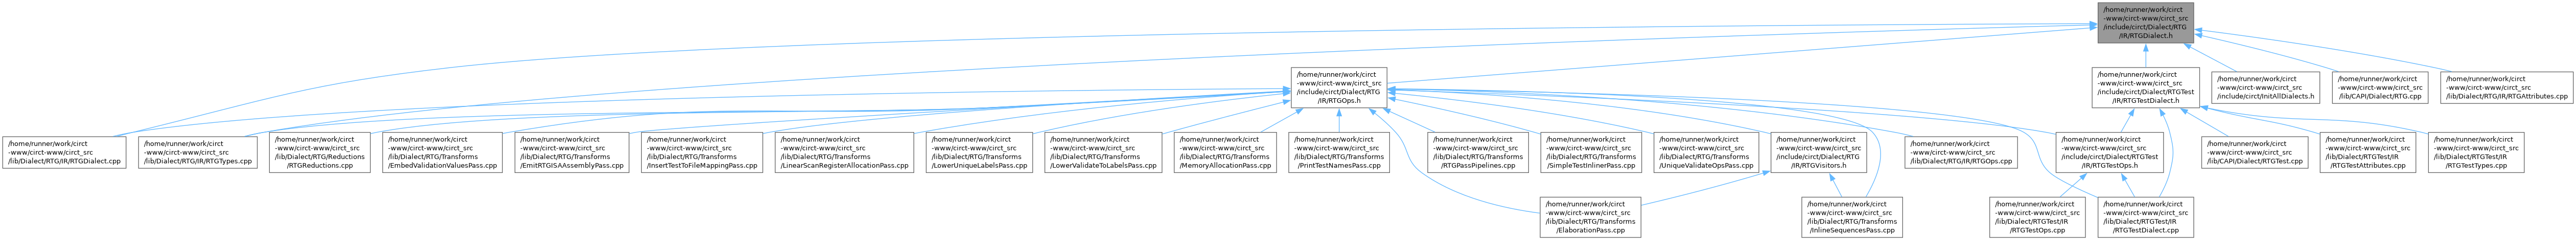 /home/runner/work/circt
-www/circt-www/circt_src
/include/circt/Dialect/RTG
/IR/RTGDialect.h
/home/runner/work/circt
-www/circt-www/circt_src
/include/circt/Dialect/RTG
/IR/RTGOps.h
/home/runner/work/circt
-www/circt-www/circt_src
/include/circt/Dialect/RTGTest
/IR/RTGTestDialect.h
/home/runner/work/circt
-www/circt-www/circt_src
/include/circt/InitAllDialects.h
/home/runner/work/circt
-www/circt-www/circt_src
/lib/CAPI/Dialect/RTG.cpp
/home/runner/work/circt
-www/circt-www/circt_src
/lib/Dialect/RTG/IR/RTGAttributes.cpp
/home/runner/work/circt
-www/circt-www/circt_src
/lib/Dialect/RTG/IR/RTGDialect.cpp
/home/runner/work/circt
-www/circt-www/circt_src
/lib/Dialect/RTG/IR/RTGTypes.cpp
/home/runner/work/circt
-www/circt-www/circt_src
/lib/Dialect/RTG/Reductions
/RTGReductions.cpp
/home/runner/work/circt
-www/circt-www/circt_src
/lib/Dialect/RTG/Transforms
/EmbedValidationValuesPass.cpp
/home/runner/work/circt
-www/circt-www/circt_src
/lib/Dialect/RTG/Transforms
/EmitRTGISAAssemblyPass.cpp
/home/runner/work/circt
-www/circt-www/circt_src
/lib/Dialect/RTG/Transforms
/InsertTestToFileMappingPass.cpp
/home/runner/work/circt
-www/circt-www/circt_src
/lib/Dialect/RTG/Transforms
/LinearScanRegisterAllocationPass.cpp
/home/runner/work/circt
-www/circt-www/circt_src
/lib/Dialect/RTG/Transforms
/LowerUniqueLabelsPass.cpp
/home/runner/work/circt
-www/circt-www/circt_src
/lib/Dialect/RTG/Transforms
/LowerValidateToLabelsPass.cpp
/home/runner/work/circt
-www/circt-www/circt_src
/lib/Dialect/RTG/Transforms
/MemoryAllocationPass.cpp
/home/runner/work/circt
-www/circt-www/circt_src
/lib/Dialect/RTG/Transforms
/PrintTestNamesPass.cpp
/home/runner/work/circt
-www/circt-www/circt_src
/lib/Dialect/RTG/Transforms
/RTGPassPipelines.cpp
/home/runner/work/circt
-www/circt-www/circt_src
/lib/Dialect/RTG/Transforms
/SimpleTestInlinerPass.cpp
/home/runner/work/circt
-www/circt-www/circt_src
/lib/Dialect/RTG/Transforms
/UniqueValidateOpsPass.cpp
/home/runner/work/circt
-www/circt-www/circt_src
/include/circt/Dialect/RTG
/IR/RTGVisitors.h
/home/runner/work/circt
-www/circt-www/circt_src
/lib/Dialect/RTG/IR/RTGOps.cpp
/home/runner/work/circt
-www/circt-www/circt_src
/include/circt/Dialect/RTGTest
/IR/RTGTestOps.h
/home/runner/work/circt
-www/circt-www/circt_src
/lib/CAPI/Dialect/RTGTest.cpp
/home/runner/work/circt
-www/circt-www/circt_src
/lib/Dialect/RTGTest/IR
/RTGTestAttributes.cpp
/home/runner/work/circt
-www/circt-www/circt_src
/lib/Dialect/RTGTest/IR
/RTGTestTypes.cpp
/home/runner/work/circt
-www/circt-www/circt_src
/lib/Dialect/RTG/Transforms
/ElaborationPass.cpp
/home/runner/work/circt
-www/circt-www/circt_src
/lib/Dialect/RTG/Transforms
/InlineSequencesPass.cpp
/home/runner/work/circt
-www/circt-www/circt_src
/lib/Dialect/RTGTest/IR
/RTGTestOps.cpp
/home/runner/work/circt
-www/circt-www/circt_src
/lib/Dialect/RTGTest/IR
/RTGTestDialect.cpp